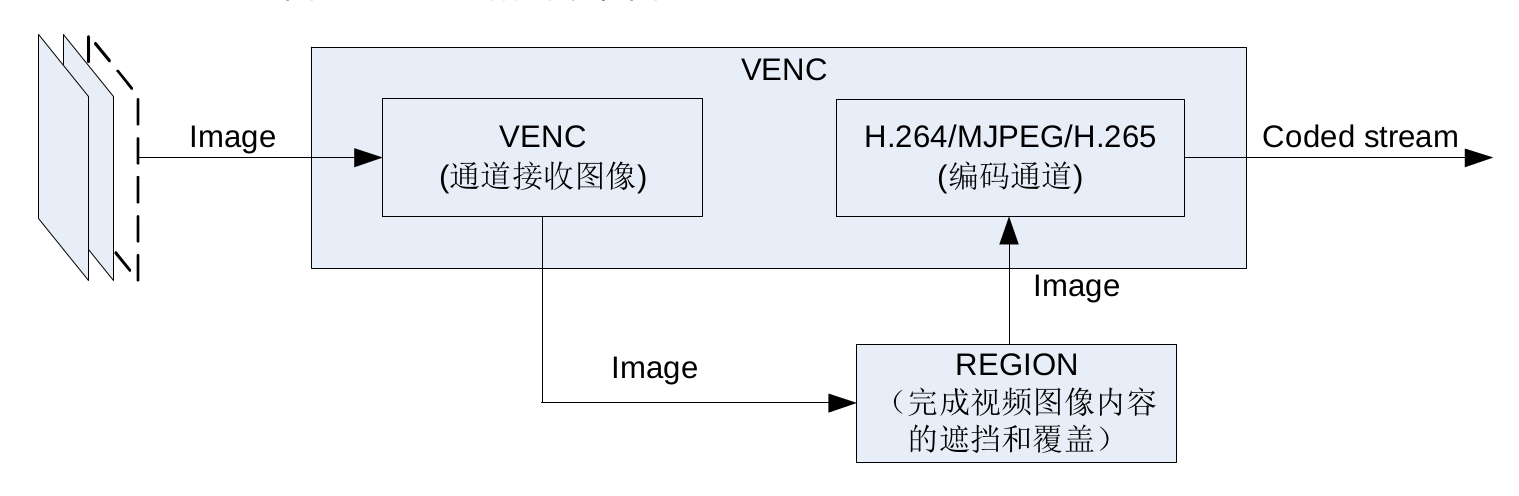 VENC
Image
VENC
(通道接收图像)
H.264/MJPEG/H.265
(编码通道)
Coded stream
Image
Image
REGION
（完成视频图像内容
的遮挡和覆盖）